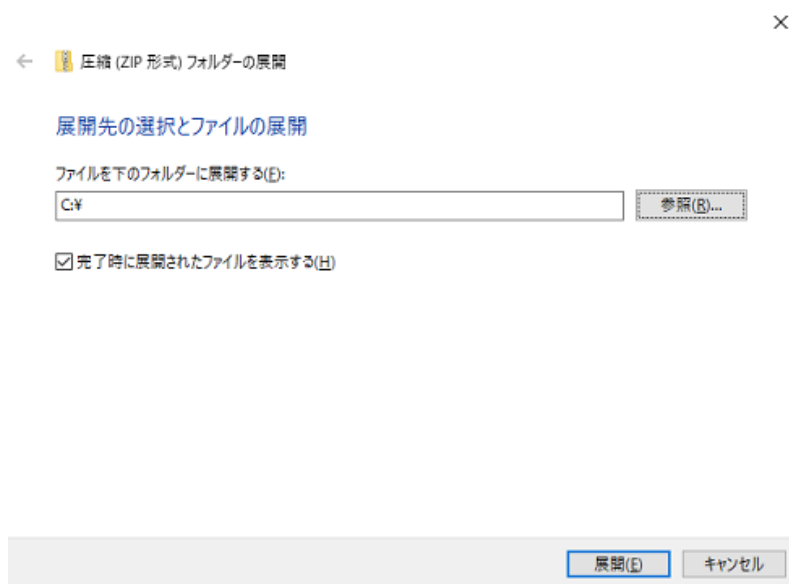 圧縮 (ZIP 形式) フォルダーの展開
展開先の選択とファイルの展開
ファイルを下のフォルダーに展開する(F):
C:¥
参照(R)...
完了時に展開されたファイルを表示する(H)
展開(E)
キャンセル